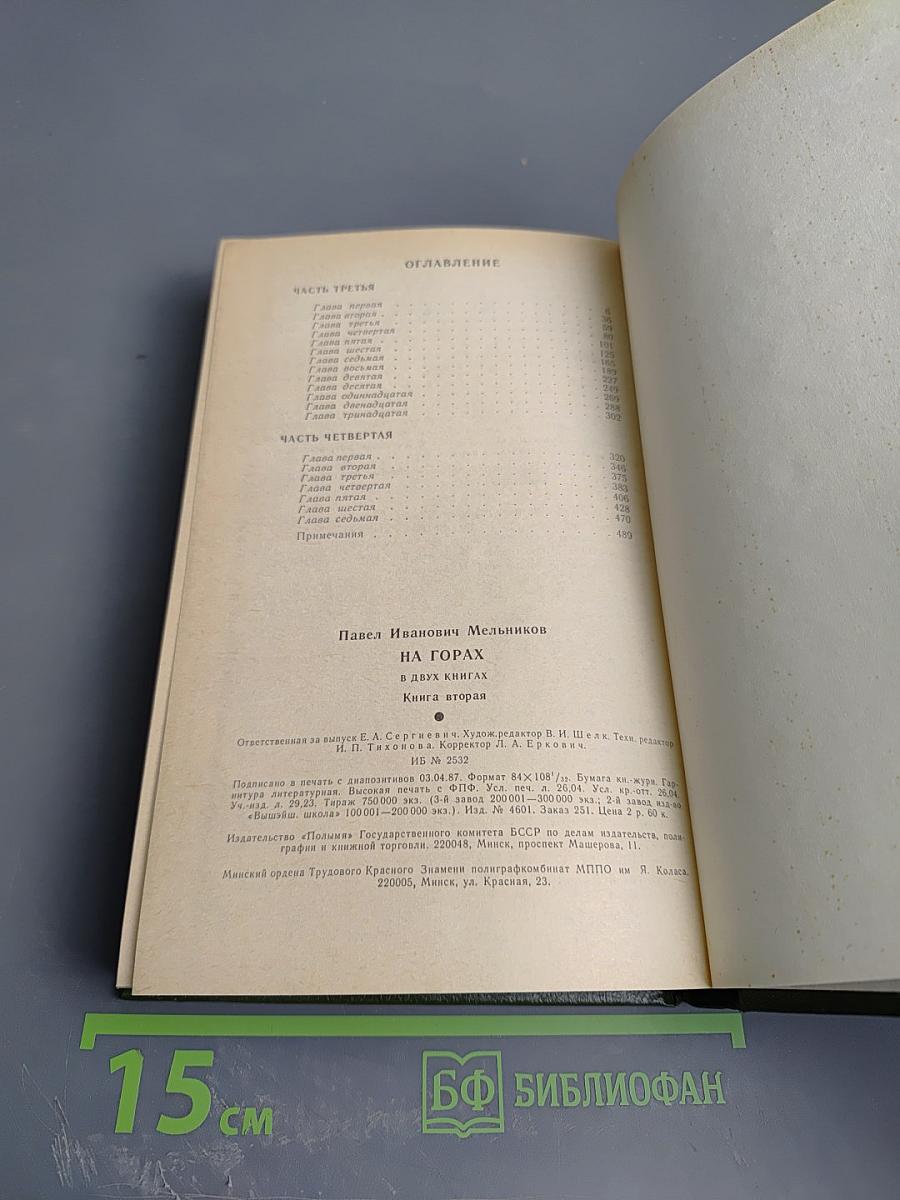 ОГЛАВЛЕНИЕ
ЧАСТЬ ТРЕТЬЯ
Глава первая . . . . . . . . . . . . 6
Глава вторая . . . . . . . . . . . . 36
Глава третья . . . . . . . . . . . . 59
Глава четвертая . . . . . . . . . . . . 80
Глава пятая . . . . . . . . . . . . 101
Глава шестая . . . . . . . . . . . . 125
Глава седьмая . . . . . . . . . . . . 165
Глава восьмая . . . . . . . . . . . . 189
Глава девятая . . . . . . . . . . . . 227
Глава десятая . . . . . . . . . . . . 249
Глава одиннадцатая . . . . . . . . . . . . 269
Глава двенадцатая . . . . . . . . . . . . 288
Глава тринадцатая . . . . . . . . . . . . 302
ЧАСТЬ ЧЕТВЕРТАЯ
Глава первая . . . . . . . . . . . . 320
Глава вторая . . . . . . . . . . . . 346
Глава третья . . . . . . . . . . . . 375
Глава четвертая . . . . . . . . . . . . 383
Глава пятая . . . . . . . . . . . . 406
Глава шестая . . . . . . . . . . . . 428
Глава седьмая . . . . . . . . . . . . 470
Примечания . . . . . . . . . . . . 489
Павел Иванович Мельников
НА ГОРАХ
В ДВУХ КНИГАХ
Книга вторая
Ответственная за выпуск Е. А. Сергиевич. Худож.редактор В. И. Шелк. Техн. редактор
И. П. Тихонова. Корректор Л. А. Еркович.
ИБ № 2532
Подписано в печать с диапозитивов 03.04.87. Формат 84×108¹/₃₂. Бумага кн.-журн. Гар-
нитура литературная. Высокая печать с ФПФ. Усл. печ. л. 26,04. Усл. кр.-отт. 26,04.
Уч.-изд. л. 29,23. Тираж 750 000 экз. (3-й завод 200 001—300 000 экз.; 2-й завод изд-во
«Вышэйш. школа» 100 001—200 000 экз.). Изд. № 4601. Заказ 251. Цена 2 р. 60 к.
Издательство «Полымя» Государственного комитета БССР по делам издательств, поли-
графии и книжной торговли. 220048, Минск, проспект Машерова, 11.
Минский ордена Трудового Красного Знамени полиграфкомбинат МППО им Я. Коласа.
220005, Минск, ул. Красная, 23.
15 см
БФ БИБЛИОФАН